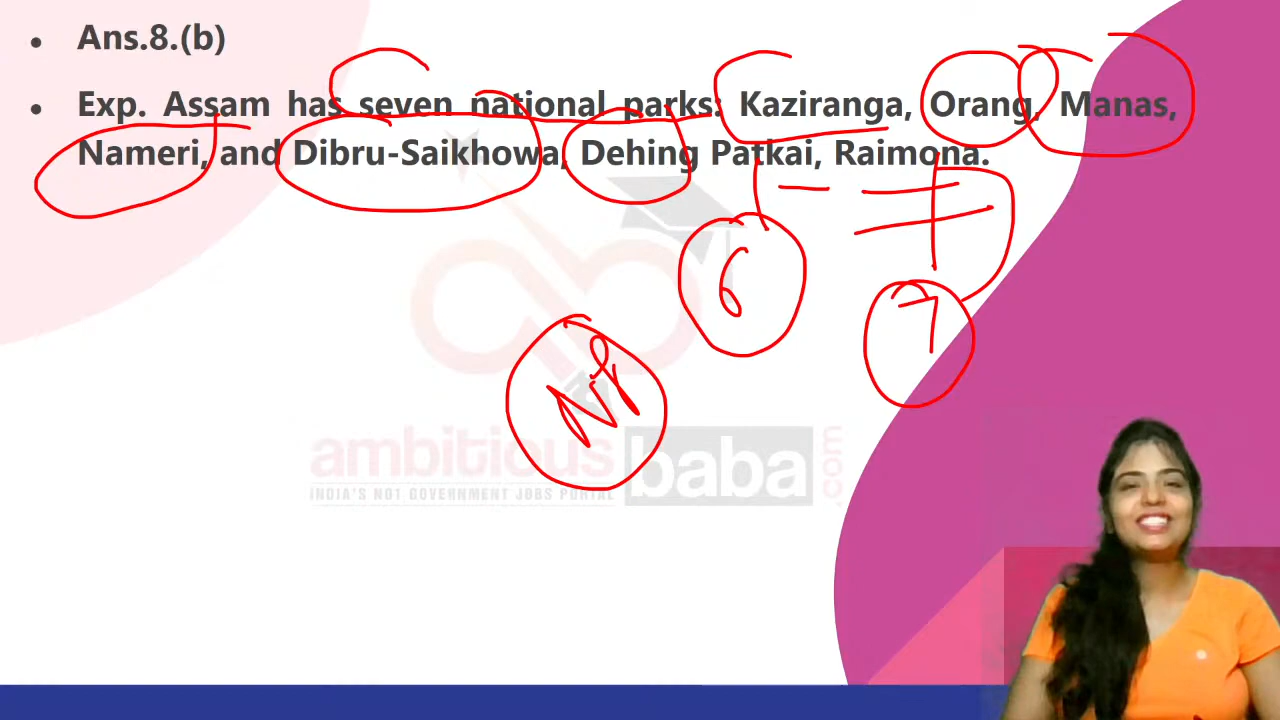 Ans.8.(b)
Exp. Assam has seven national parks: Kaziranga, Orang, Manas,
Nameri, and Dibru-Saikhowa, Dehing Patkai, Raimona.
6
7
NP
ambitious baba .com
INDIA'S NO1 GOVERNMENT JOBS PORTAL